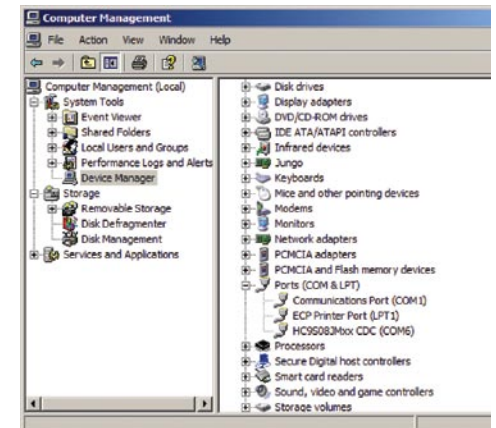 Computer Management
File Action View Window Help
Computer Management (Local)
System Tools
Event Viewer
Shared Folders
Local Users and Groups
Performance Logs and Alerts
Device Manager
Storage
Removable Storage
Disk Defragmenter
Disk Management
Services and Applications
Disk drives
Display adapters
DVD/CD-ROM drives
IDE ATA/ATAPI controllers
Infrared devices
Jungo
Keyboards
Mice and other pointing devices
Modems
Monitors
Network adapters
PCMCIA adapters
PCMCIA and Flash memory devices
Ports (COM & LPT)
Communications Port (COM1)
ECP Printer Port (LPT1)
HC9S08JMxx CDC (COM6)
Processors
Secure Digital host controllers
Smart card readers
Sound, video and game controllers
Storage volumes